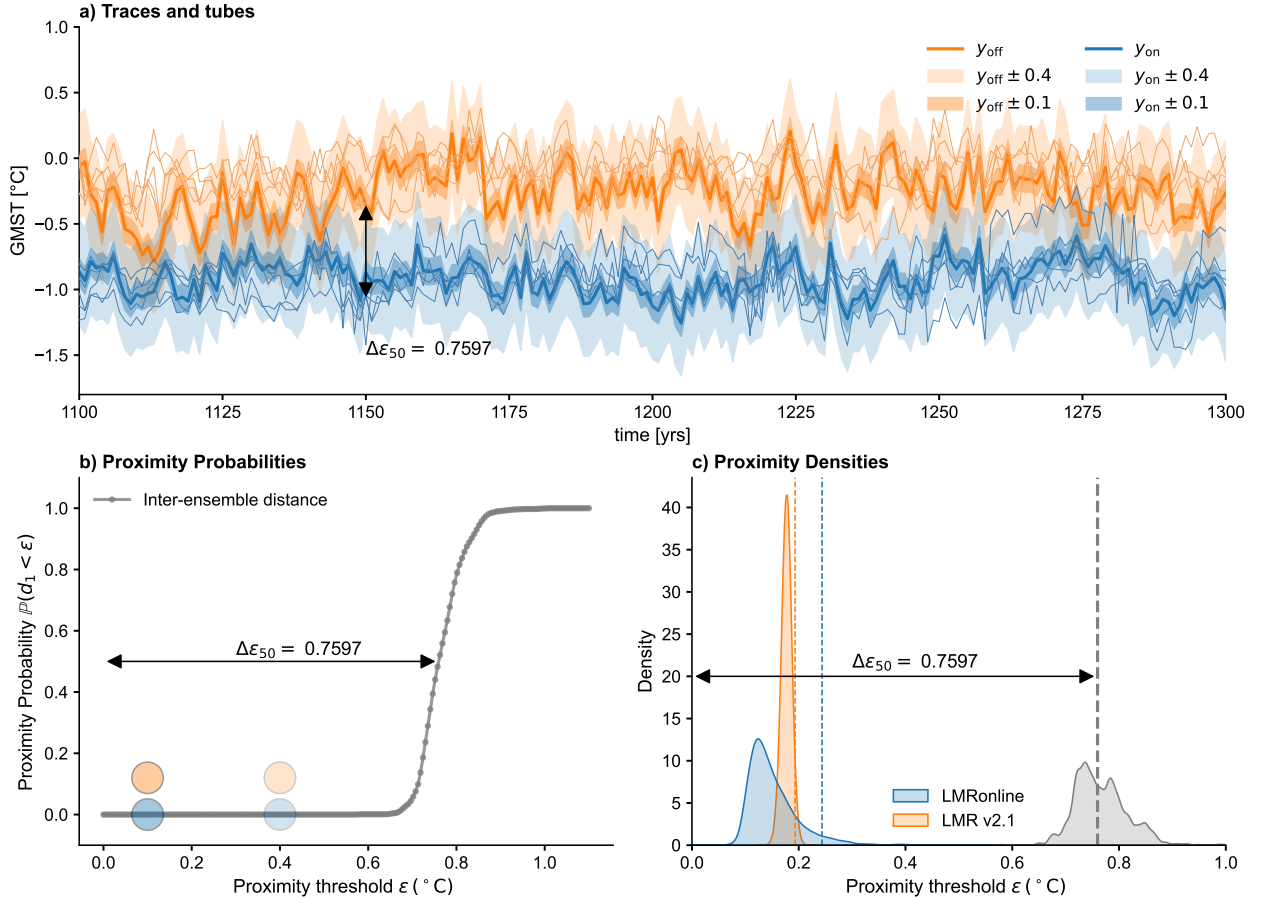 a) Traces and tubes
1.0
0.5
0.0
−0.5
−1.0
−1.5
GMST [°C]
y_off
y_off ± 0.4
y_off ± 0.1
y_on
y_on ± 0.4
y_on ± 0.1
Δε₅₀ = 0.7597
1100 1125 1150 1175 1200 1225 1250 1275 1300
time [yrs]
b) Proximity Probabilities
Inter-ensemble distance
1.0
0.8
0.6
0.4
0.2
0.0
Proximity Probability ℙ(d₁ < ε)
Δε₅₀ = 0.7597
0.0 0.2 0.4 0.6 0.8 1.0
Proximity threshold ε (°C)
c) Proximity Densities
40
35
30
25
20
15
10
5
0
Density
Δε₅₀ = 0.7597
LMRonline
LMR v2.1
0.0 0.2 0.4 0.6 0.8 1.0
Proximity threshold ε (°C)